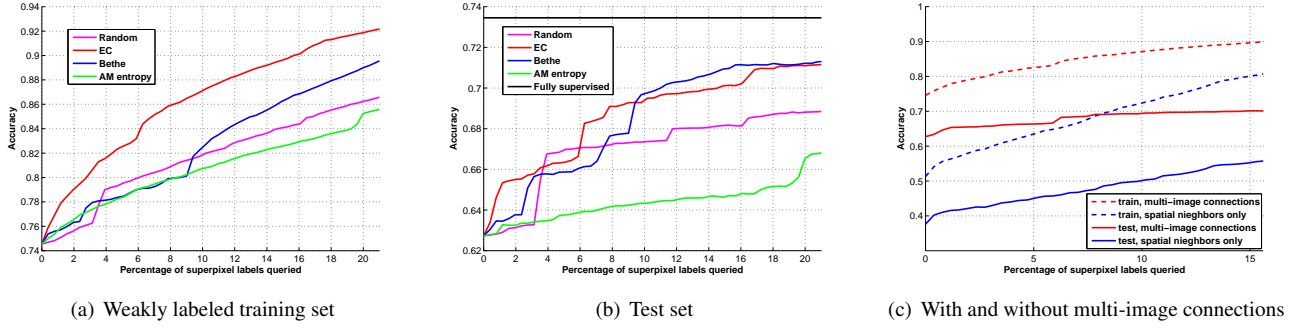 0.94
0.92
0.9
0.88
0.86
0.84
0.82
0.8
0.78
0.76
0.74
Accuracy
0 2 4 6 8 10 12 14 16 18 20
Percentage of superpixel labels queried
Random
EC
Bethe
AM entropy
(a) Weakly labeled training set
0.74
0.72
0.7
0.68
0.66
0.64
0.62
Accuracy
0 2 4 6 8 10 12 14 16 18 20
Percentage of superpixel labels queried
Random
EC
Bethe
AM entropy
Fully supervised
(b) Test set
1
0.9
0.8
0.7
0.6
0.5
0.4
Accuracy
0 5 10 15
Percentage of superpixel labels queried
train, multi−image connections
train, spatial neighbors only
test, multi−image connections
test, spatial neighbors only
(c) With and without multi-image connections